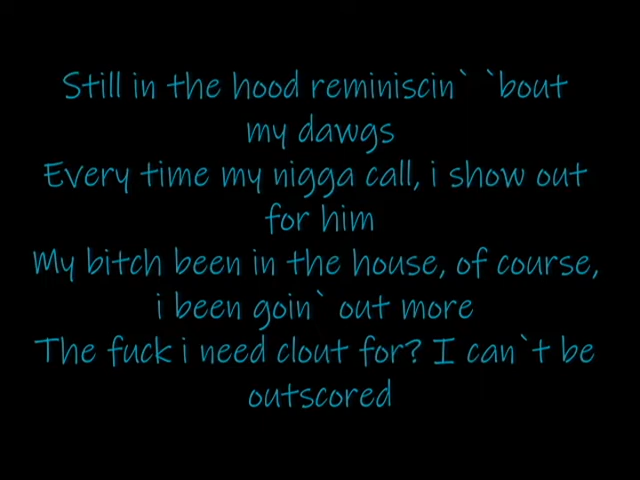 Still in the hood reminiscin` `bout
my dawgs
Every time my nigga call, i show out
for him
My bitch been in the house, of course,
i been goin` out more
The fuck i need clout for? I can`t be
outscored